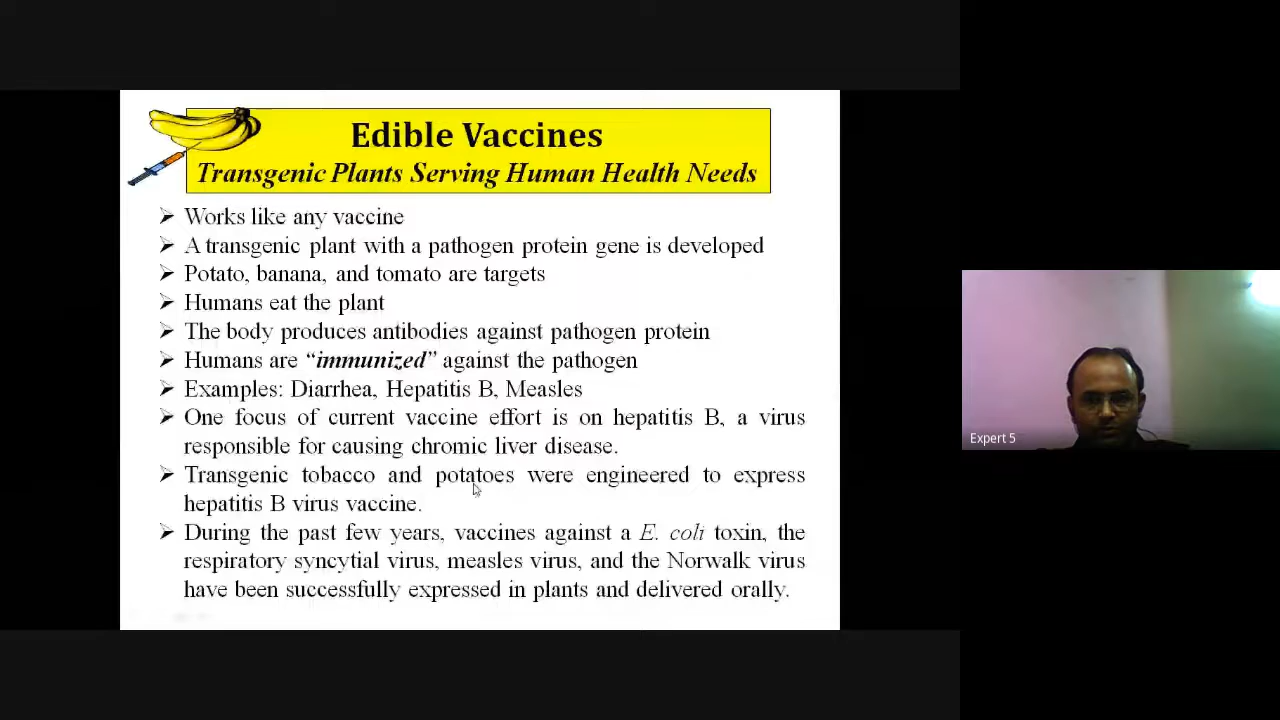 Edible Vaccines
Transgenic Plants Serving Human Health Needs
➢ Works like any vaccine
➢ A transgenic plant with a pathogen protein gene is developed
➢ Potato, banana, and tomato are targets
➢ Humans eat the plant
➢ The body produces antibodies against pathogen protein
➢ Humans are “immunized” against the pathogen
➢ Examples: Diarrhea, Hepatitis B, Measles
➢ One focus of current vaccine effort is on hepatitis B, a virus
responsible for causing chromic liver disease.
➢ Transgenic tobacco and potatoes were engineered to express
hepatitis B virus vaccine.
➢ During the past few years, vaccines against a E. coli toxin, the
respiratory syncytial virus, measles virus, and the Norwalk virus
have been successfully expressed in plants and delivered orally.
Expert 5